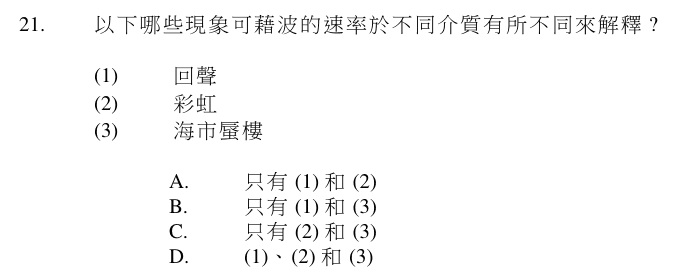 21. 以下哪些現象可藉波的速率於不同介質有所不同來解釋？
(1) 回聲
(2) 彩虹
(3) 海市蜃樓
A. 只有 (1) 和 (2)
B. 只有 (1) 和 (3)
C. 只有 (2) 和 (3)
D. (1)、(2) 和 (3)